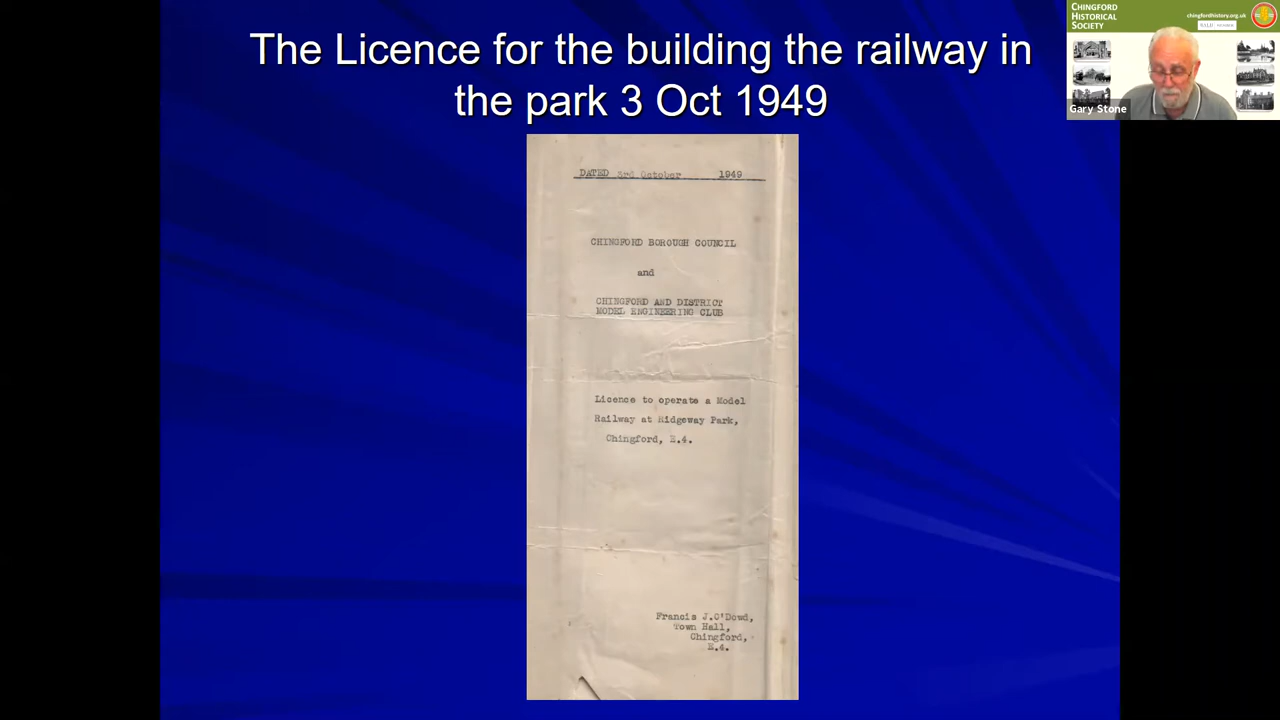 The Licence for the building the railway in
the park 3 Oct 1949
CHINGFORD
HISTORICAL
SOCIETY
chingfordhistory.org.uk
Gary Stone
DATED 3rd October 1949
CHINGFORD BOROUGH COUNCIL
and
CHINGFORD AND DISTRICT
MODEL ENGINEERING CLUB
Licence to operate a Model
Railway at Ridgeway Park,
Chingford, E.4.
Francis J.O'Dowd,
Town Hall,
Chingford,
E.4.